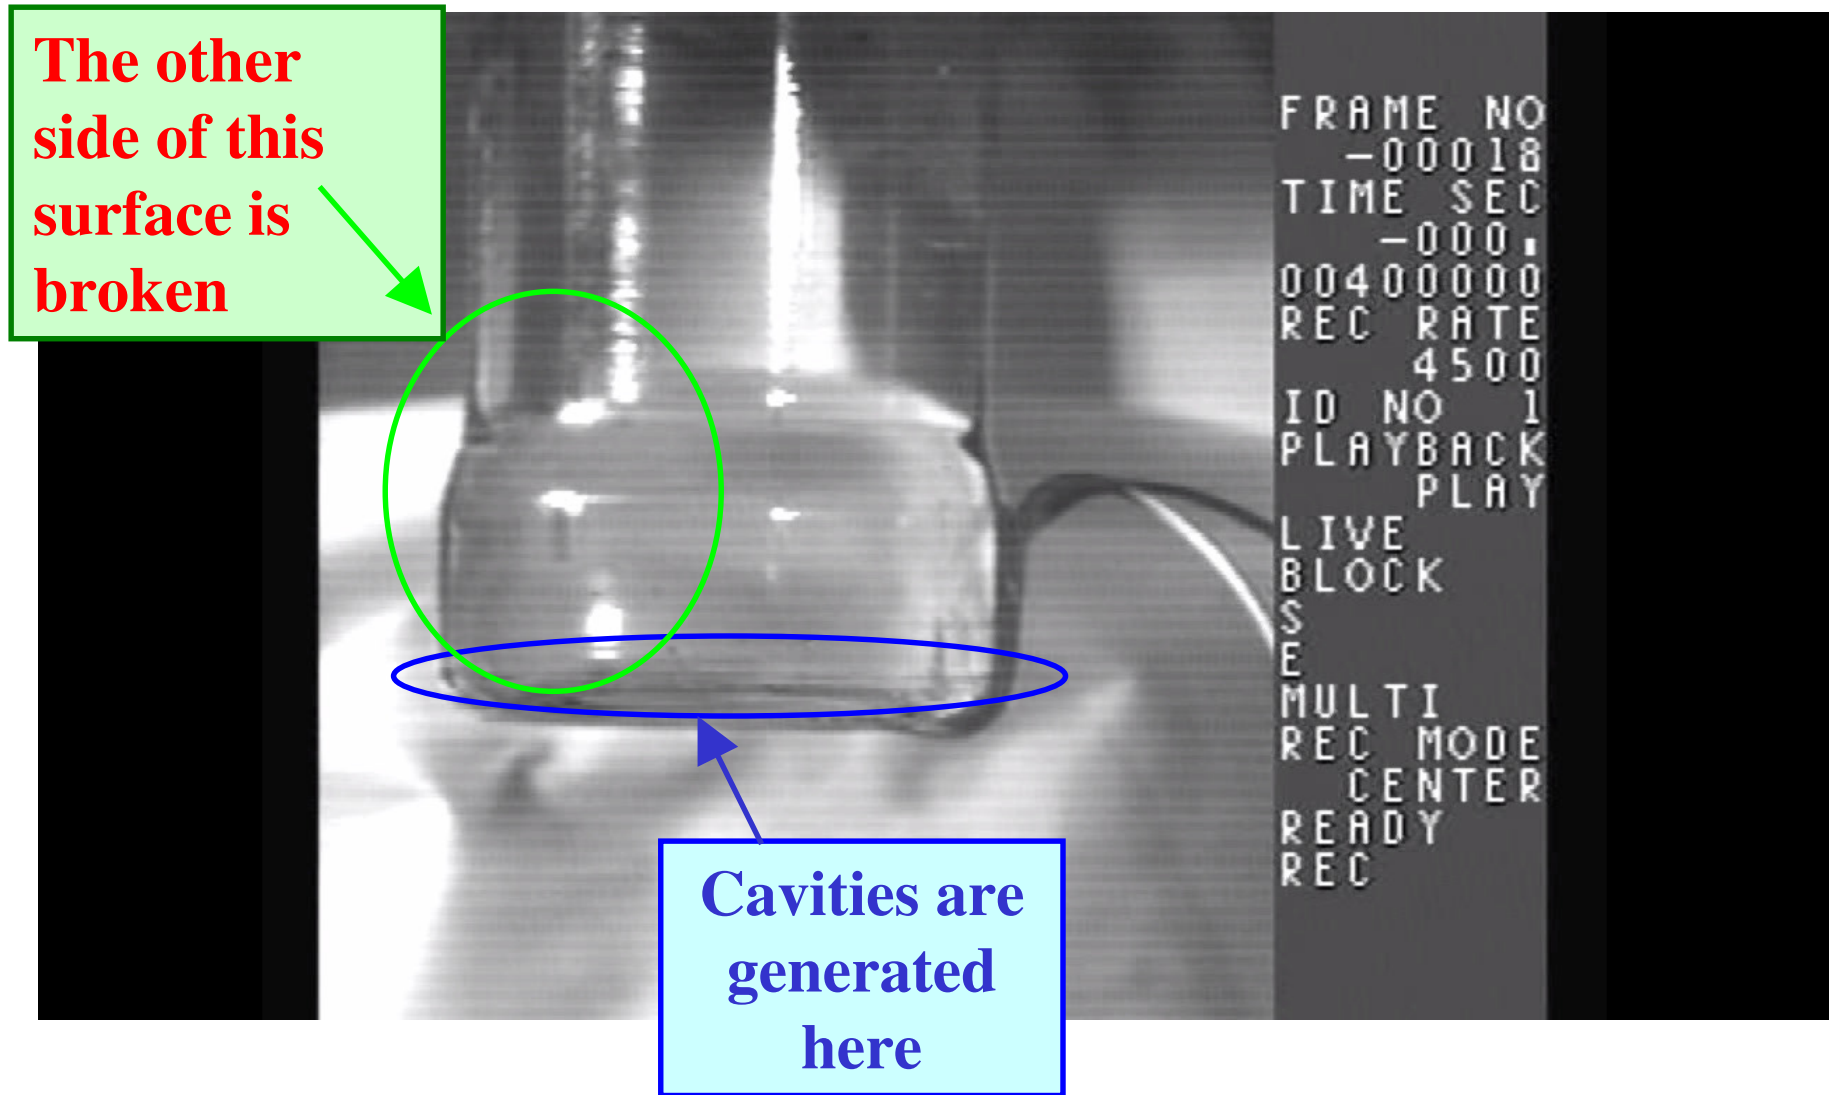 The other
side of this
surface is
broken
FRAME NO
-00018
TIME SEC
-000.
00400000
REC RATE
4500
ID NO 1
PLAYBACK
PLAY
LIVE
BLOCK
S
E
MULTI
REC MODE
CENTER
READY
REC
Cavities are
generated
here